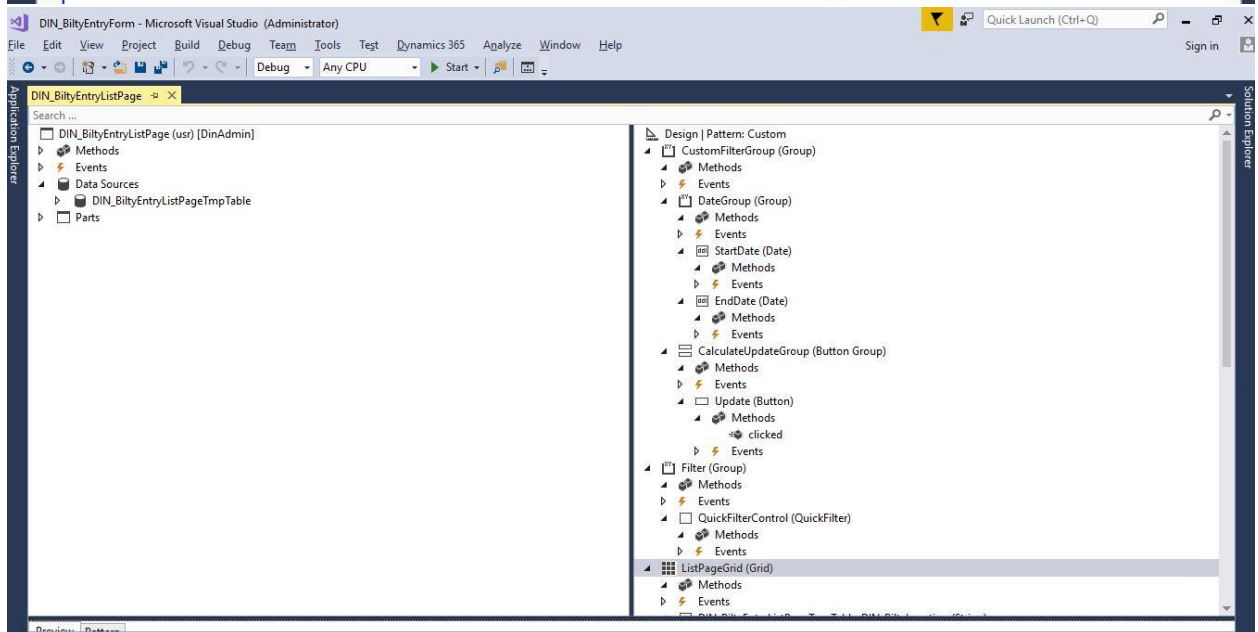 DIN_BiltyEntryForm - Microsoft Visual Studio (Administrator)
Quick Launch (Ctrl+Q)
File Edit View Project Build Debug Team Tools Test Dynamics 365 Analyze Window Help
Sign in
Debug Any CPU Start
Application Explorer
Solution Explorer
DIN_BiltyEntryListPage
Search ...
DIN_BiltyEntryListPage (usr) [DinAdmin]
Methods
Events
Data Sources
DIN_BiltyEntryListPageTmpTable
Parts
Design | Pattern: Custom
CustomFilterGroup (Group)
Methods
Events
DateGroup (Group)
Methods
Events
StartDate (Date)
Methods
Events
EndDate (Date)
Methods
Events
CalculateUpdateGroup (Button Group)
Methods
Events
Update (Button)
Methods
clicked
Events
Filter (Group)
Methods
Events
QuickFilterControl (QuickFilter)
Methods
Events
ListPageGrid (Grid)
Methods
Events
Preview Pattern